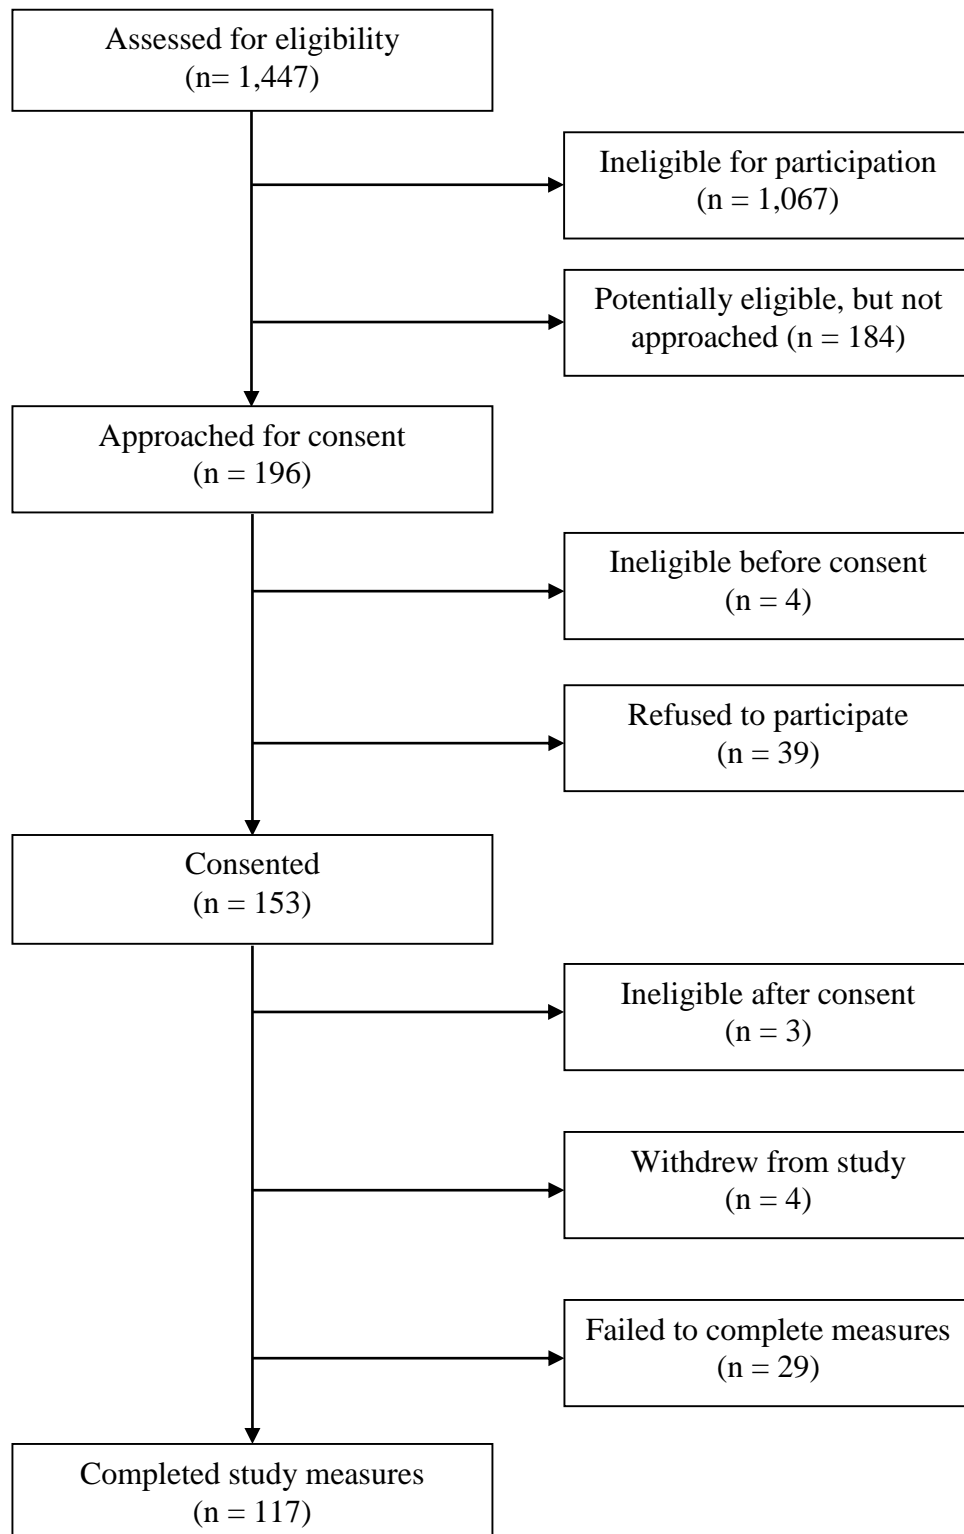 Assessed for eligibility
(n= 1,447)
Ineligible for participation
(n = 1,067)
Potentially eligible, but not
approached (n = 184)
Approached for consent
(n = 196)
Ineligible before consent
(n = 4)
Refused to participate
(n = 39)
Consented
(n = 153)
Ineligible after consent
(n = 3)
Withdrew from study
(n = 4)
Failed to complete measures
(n = 29)
Completed study measures
(n = 117)